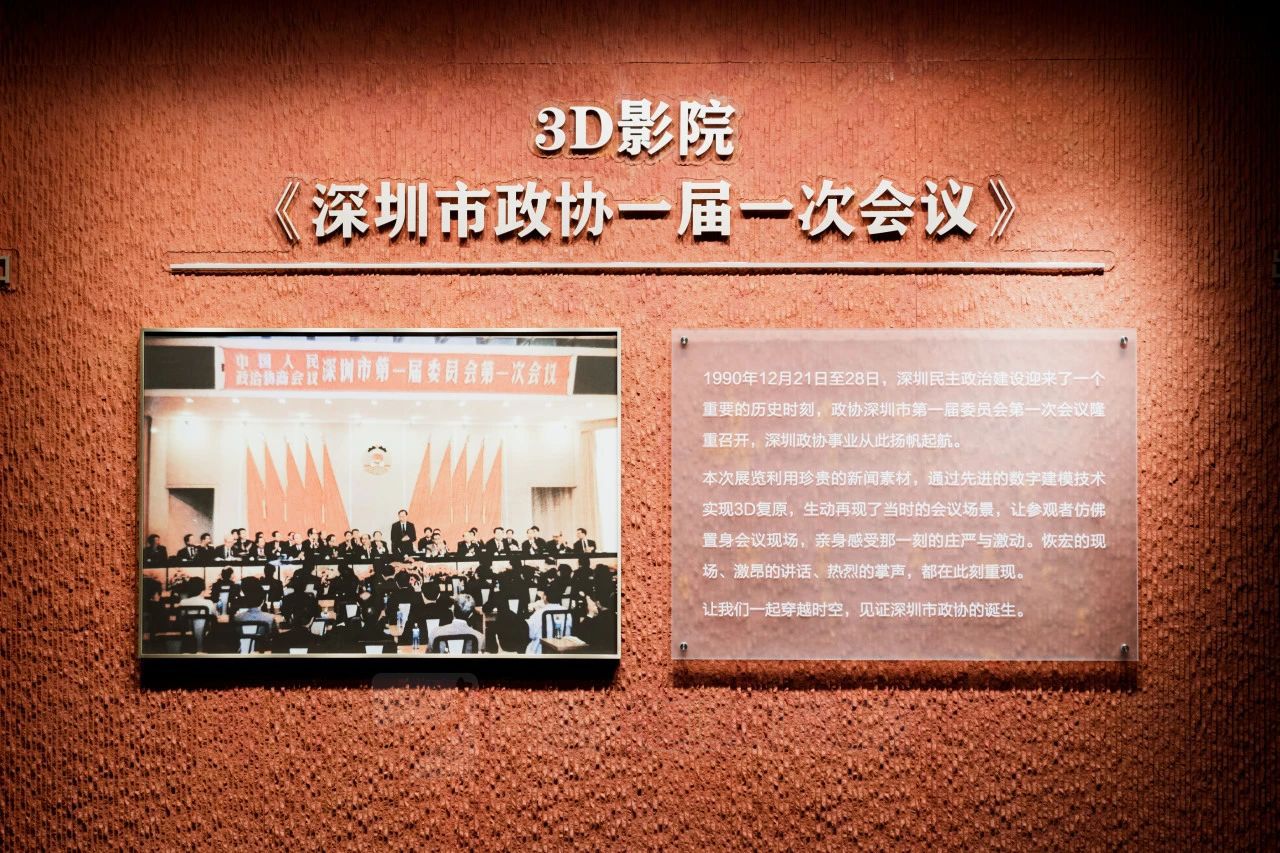 3D影院
《深圳市政协一届一次会议》
中国人民
政治协商会议 深圳市第一届委员会第一次会议
1990年12月21日至28日，深圳民主政治建设迎来了一个
重要的历史时刻，政协深圳市第一届委员会第一次会议隆
重召开，深圳政协事业从此扬帆起航。
本次展览利用珍贵的新闻素材，通过先进的数字建模技术
实现3D复原，生动再现了当时的会议场景，让参观者仿佛
置身会议现场，亲身感受那一刻的庄严与激动。恢宏的现
场、激昂的讲话、热烈的掌声，都在此刻重现。
让我们一起穿越时空，见证深圳市政协的诞生。